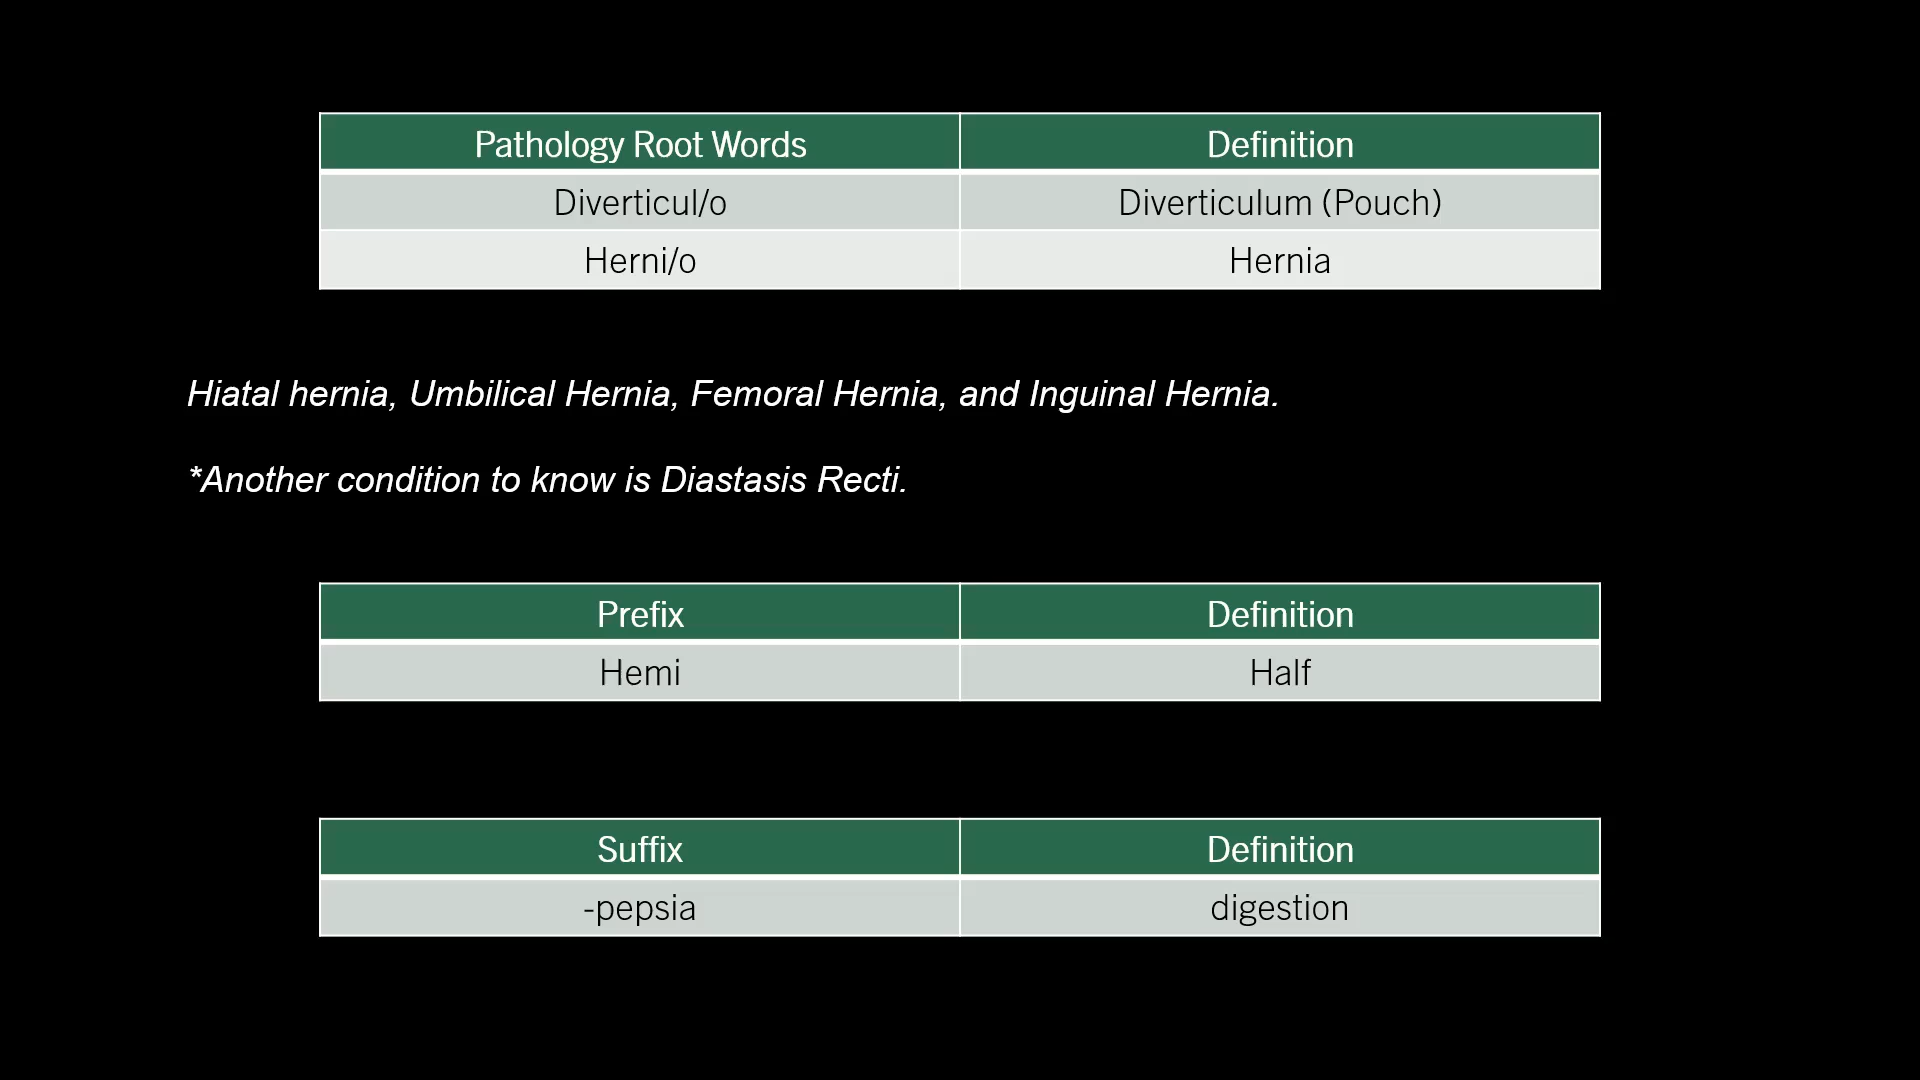 Pathology Root Words Definition
Diverticul/o Diverticulum (Pouch)
Herni/o Hernia
Hiatal hernia, Umbilical Hernia, Femoral Hernia, and Inguinal Hernia.
*Another condition to know is Diastasis Recti.
Prefix Definition
Hemi Half
Suffix Definition
-pepsia digestion